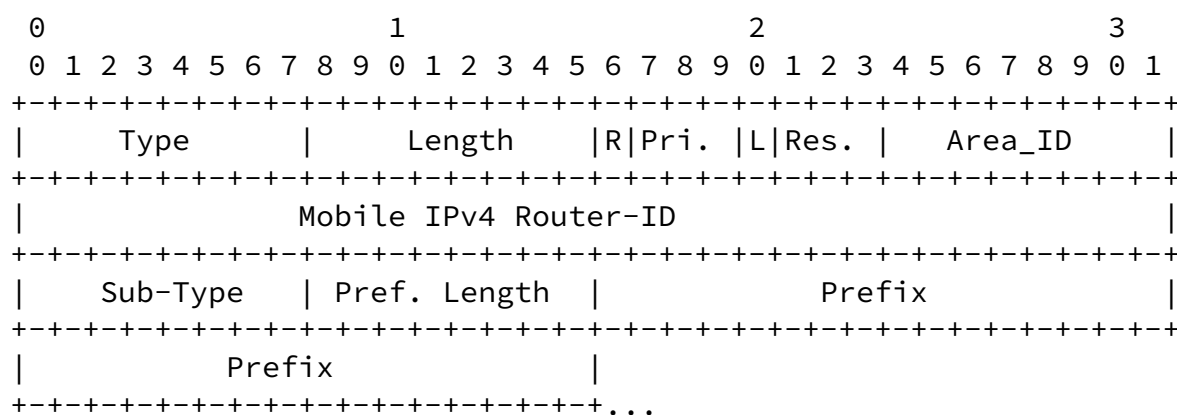 0                   1                   2                   3
 0 1 2 3 4 5 6 7 8 9 0 1 2 3 4 5 6 7 8 9 0 1 2 3 4 5 6 7 8 9 0 1
+-+-+-+-+-+-+-+-+-+-+-+-+-+-+-+-+-+-+-+-+-+-+-+-+-+-+-+-+-+-+-+-+
|     Type      |     Length    |R|Pri. |L|Res. |   Area_ID     |
+-+-+-+-+-+-+-+-+-+-+-+-+-+-+-+-+-+-+-+-+-+-+-+-+-+-+-+-+-+-+-+-+
|               Mobile IPv4 Router-ID                           |
+-+-+-+-+-+-+-+-+-+-+-+-+-+-+-+-+-+-+-+-+-+-+-+-+-+-+-+-+-+-+-+-+
|    Sub-Type   | Pref. Length  |            Prefix             |
+-+-+-+-+-+-+-+-+-+-+-+-+-+-+-+-+-+-+-+-+-+-+-+-+-+-+-+-+-+-+-+-+
|           Prefix              |
+-+-+-+-+-+-+-+-+-+-+-+-+-+-+-+-+...